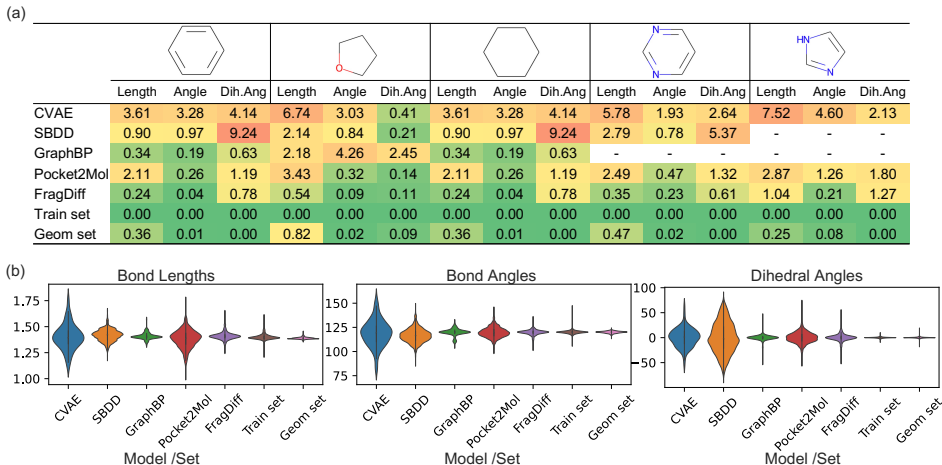 (a)
O N N HN N
Length Angle Dih.Ang Length Angle Dih.Ang Length Angle Dih.Ang Length Angle Dih.Ang Length Angle Dih.Ang
CVAE 3.61 3.28 4.14 6.74 3.03 0.41 3.61 3.28 4.14 5.78 1.93 2.64 7.52 4.60 2.13
SBDD 0.90 0.97 9.24 2.14 0.84 0.21 0.90 0.97 9.24 2.79 0.78 5.37 - - -
GraphBP 0.34 0.19 0.63 2.18 4.26 2.45 0.34 0.19 0.63 - - - - - -
Pocket2Mol 2.11 0.26 1.19 3.43 0.32 0.14 2.11 0.26 1.19 2.49 0.47 1.32 2.87 1.26 1.80
FragDiff 0.24 0.04 0.78 0.54 0.09 0.11 0.24 0.04 0.78 0.35 0.23 0.61 1.04 0.21 1.27
Train set 0.00 0.00 0.00 0.00 0.00 0.00 0.00 0.00 0.00 0.00 0.00 0.00 0.00 0.00 0.00
Geom set 0.36 0.01 0.00 0.82 0.02 0.09 0.36 0.01 0.00 0.47 0.02 0.00 0.25 0.08 0.00
(b)
Bond Lengths
1.75
1.50
1.25
1.00
CVAE SBDD GraphBP Pocket2Mol FragDiff Train set Geom set
Model /Set
Bond Angles
150
125
100
75
CVAE SBDD GraphBP Pocket2Mol FragDiff Train set Geom set
Model /Set
Dihedral Angles
100
50
0
−50
CVAE SBDD GraphBP Pocket2Mol FragDiff Train set Geom set
Model /Set